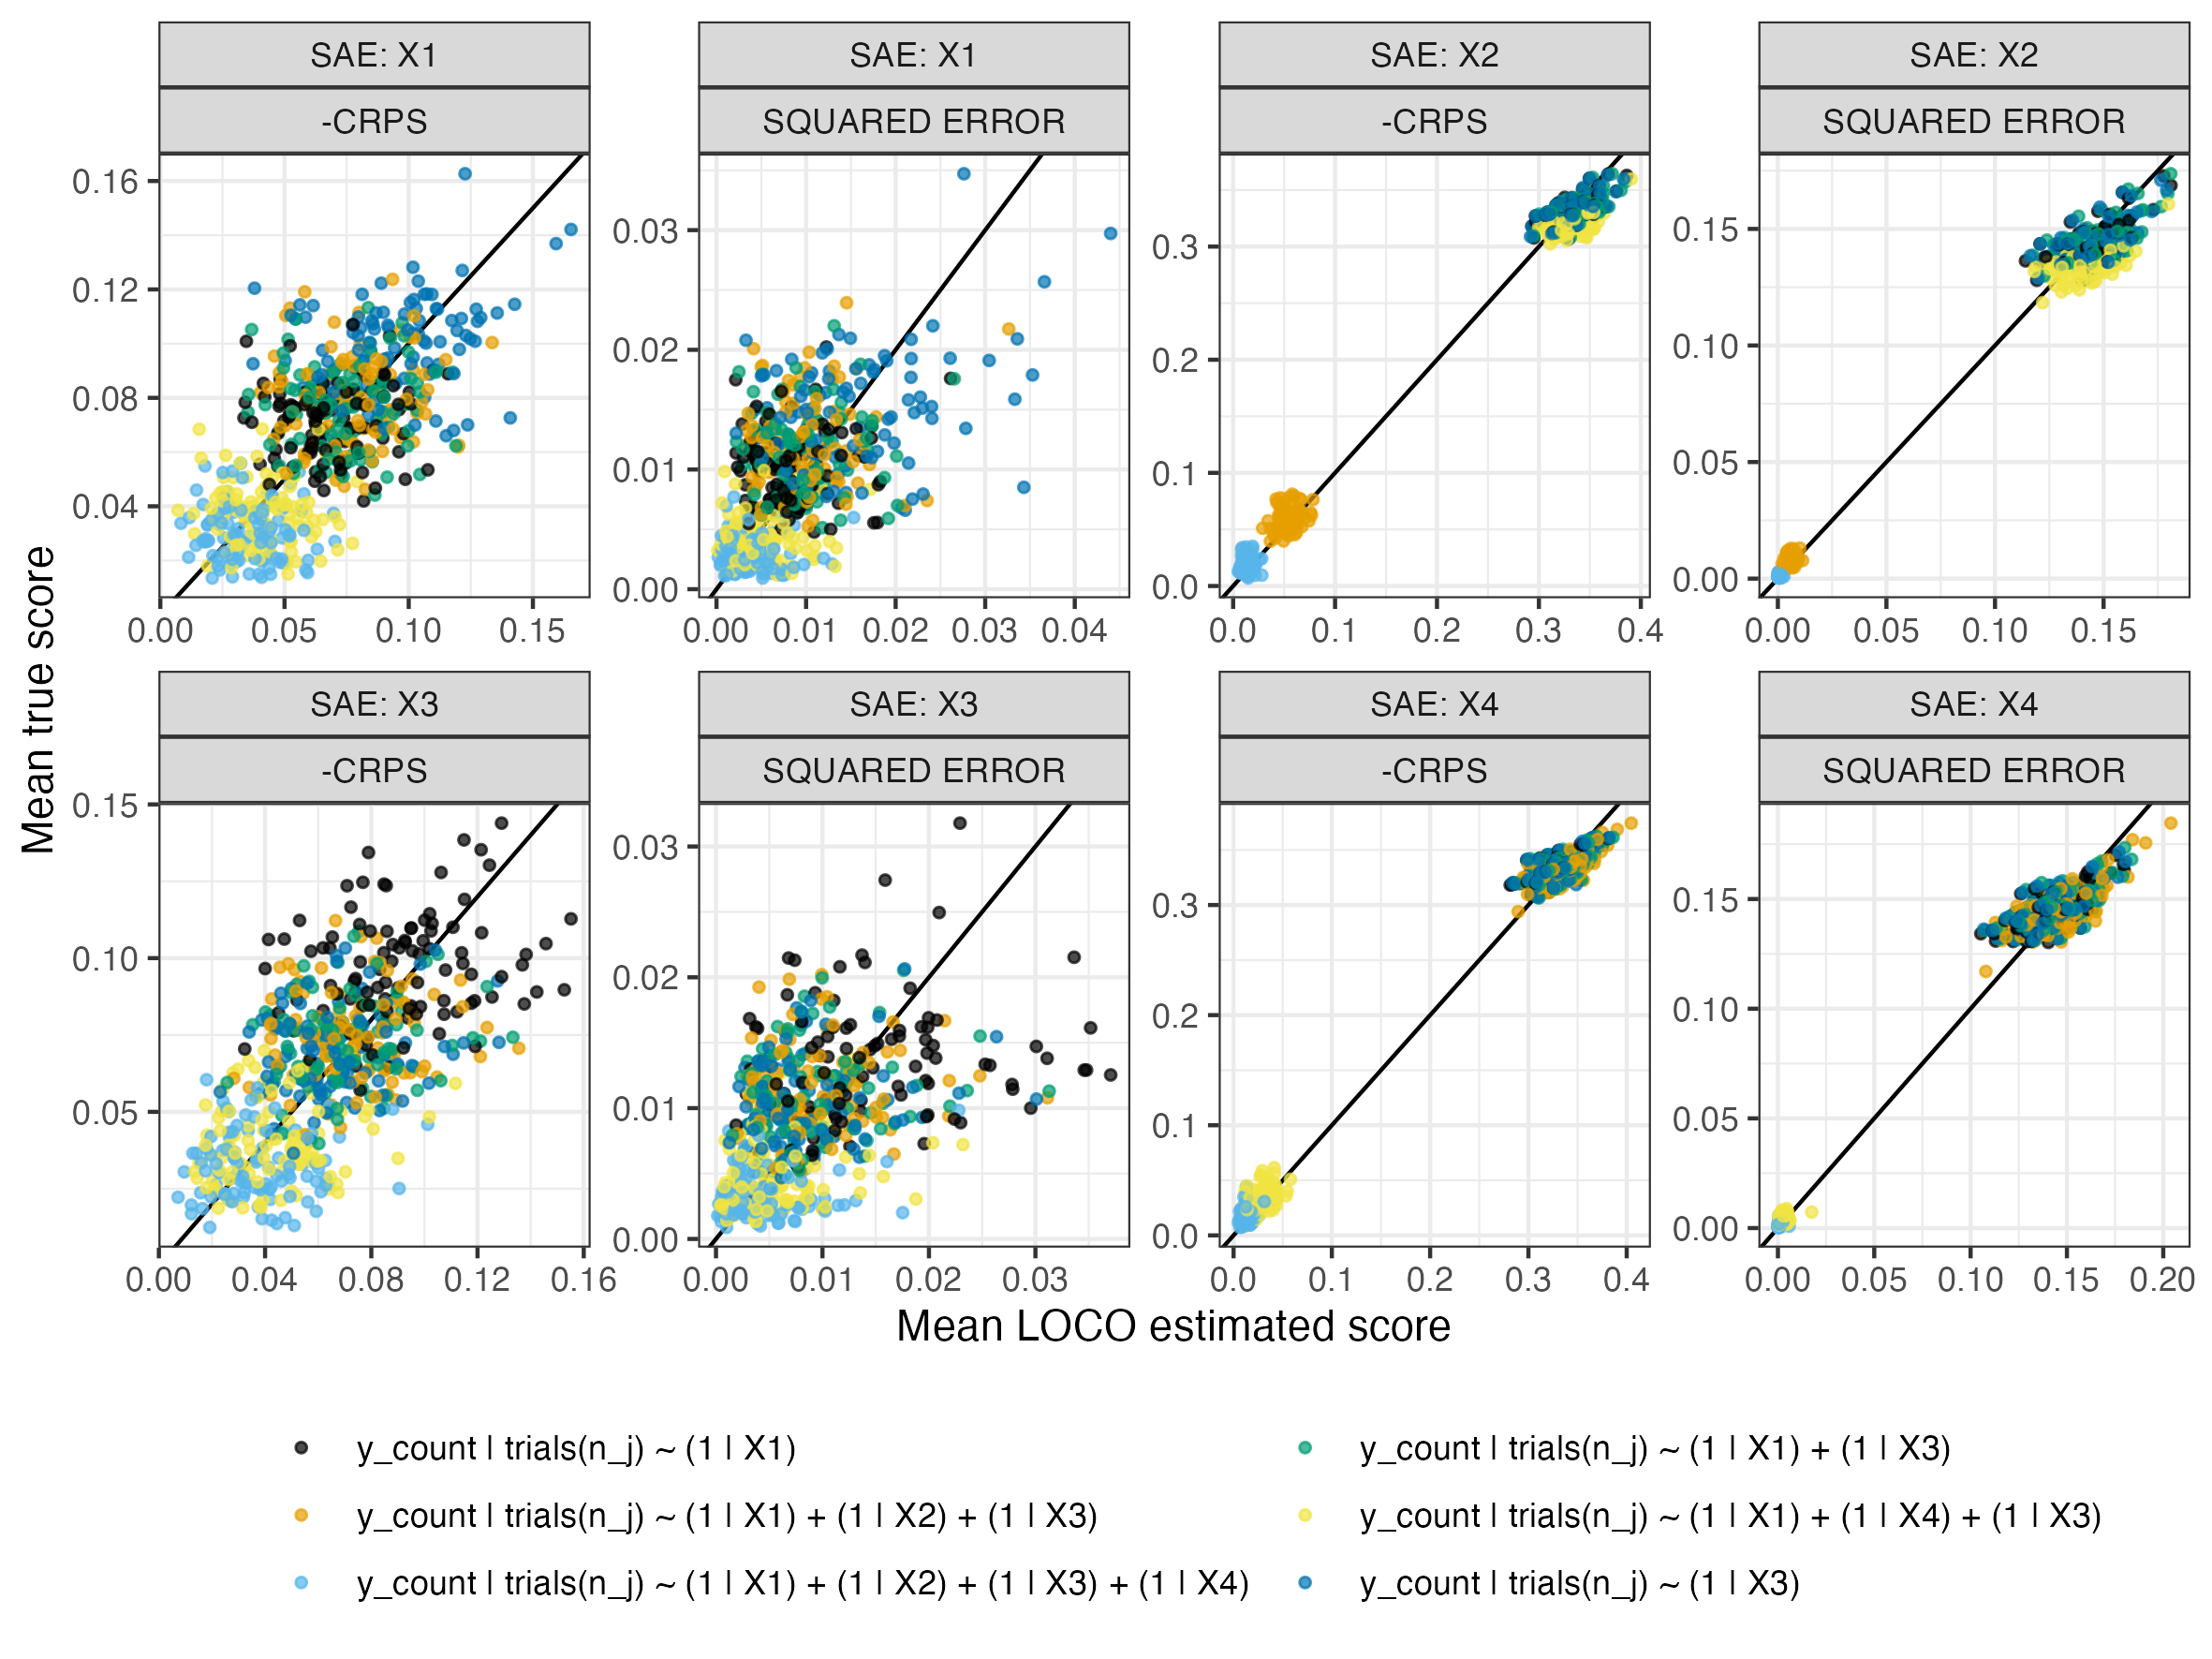 SAE: X1
SAE: X1
SAE: X2
SAE: X2
-CRPS
SQUARED ERROR
-CRPS
SQUARED ERROR
0.16
0.12
0.08
0.04
0.00 0.05 0.10 0.15
0.03
0.02
0.01
0.00
0.00 0.01 0.02 0.03 0.04
0.3
0.2
0.1
0.0
0.0 0.1 0.2 0.3 0.4
0.15
0.10
0.05
0.00
0.00 0.05 0.10 0.15
Mean true score
SAE: X3
SAE: X3
SAE: X4
SAE: X4
-CRPS
SQUARED ERROR
-CRPS
SQUARED ERROR
0.15
0.10
0.05
0.00 0.04 0.08 0.12 0.16
0.03
0.02
0.01
0.00
0.00 0.01 0.02 0.03
0.3
0.2
0.1
0.0
0.0 0.1 0.2 0.3 0.4
0.15
0.10
0.05
0.00
0.00 0.05 0.10 0.15 0.20
Mean LOCO estimated score
y_count | trials(n_j) ~ (1 | X1)
y_count | trials(n_j) ~ (1 | X1) + (1 | X2) + (1 | X3)
y_count | trials(n_j) ~ (1 | X1) + (1 | X2) + (1 | X3) + (1 | X4)
y_count | trials(n_j) ~ (1 | X1) + (1 | X3)
y_count | trials(n_j) ~ (1 | X1) + (1 | X4) + (1 | X3)
y_count | trials(n_j) ~ (1 | X3)